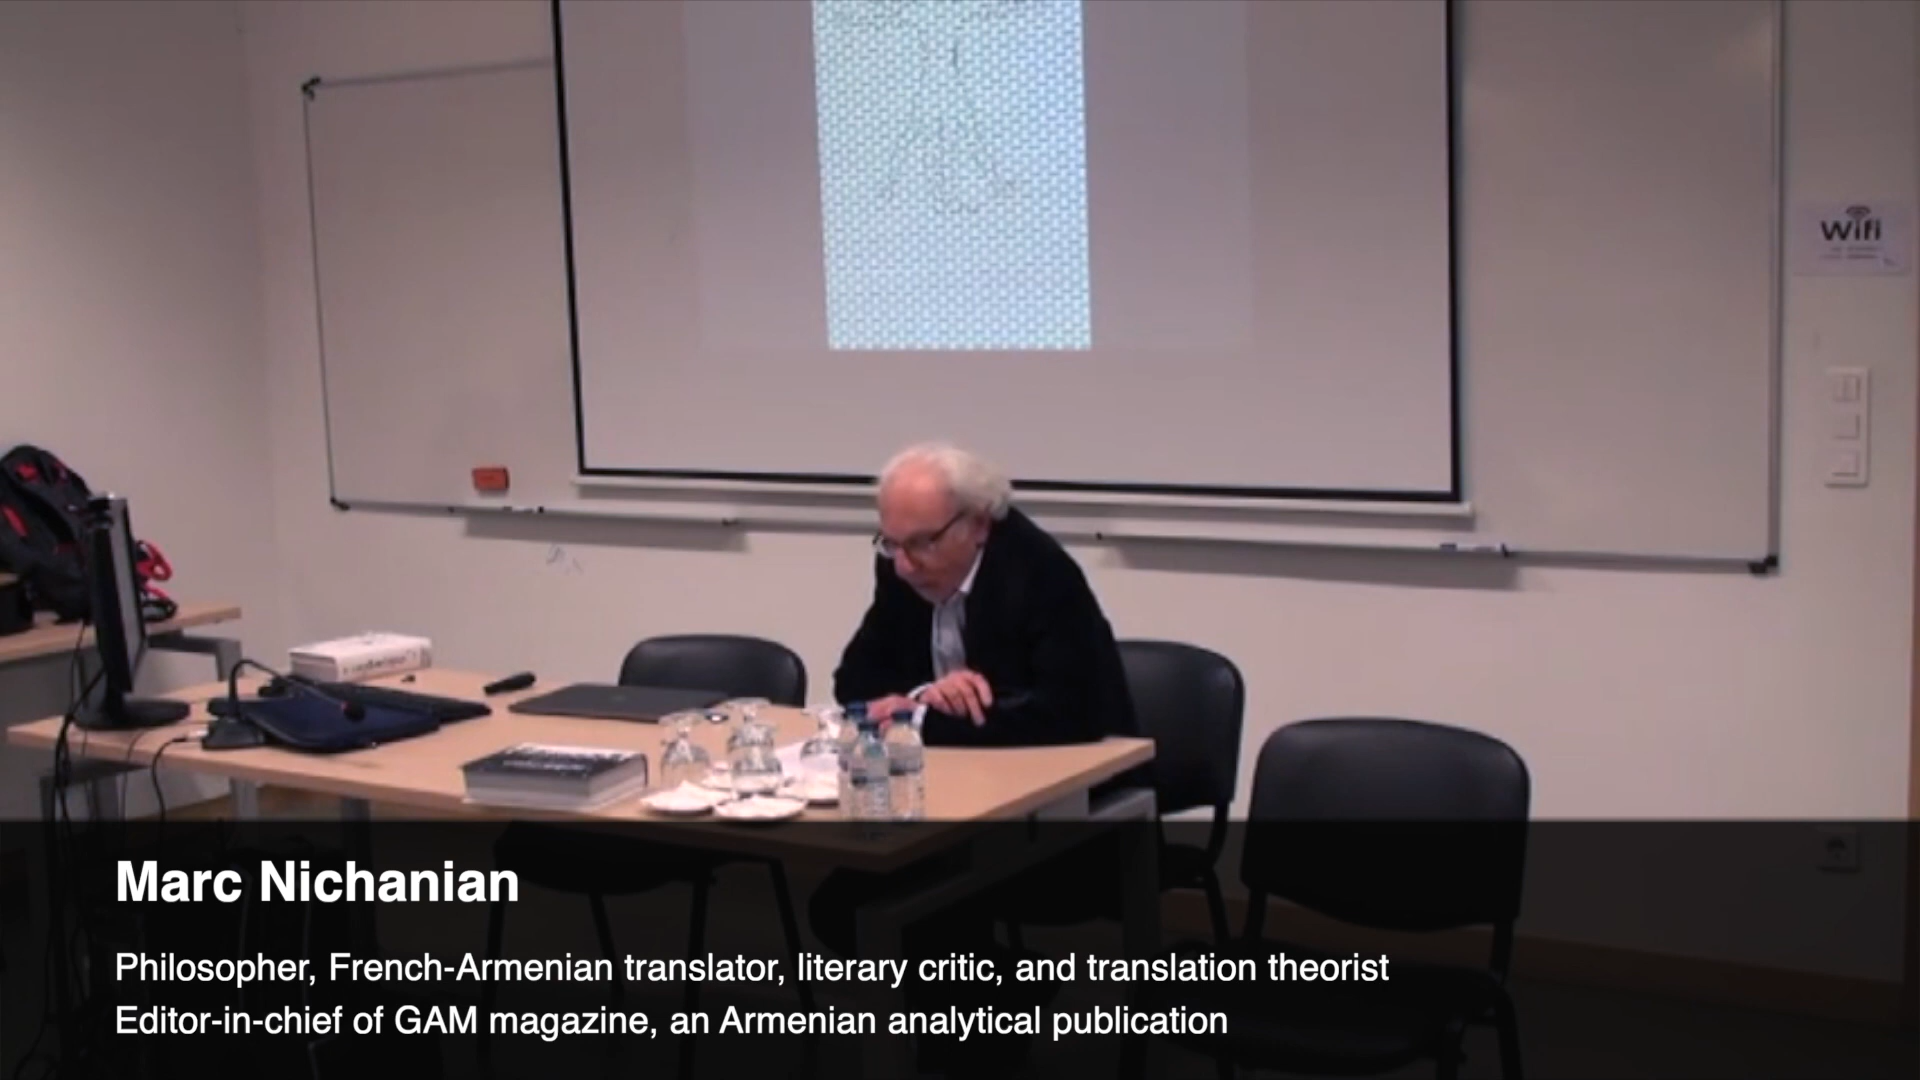 Wifi
Marc Nichanian
Philosopher, French-Armenian translator, literary critic, and translation theorist
Editor-in-chief of GAM magazine, an Armenian analytical publication